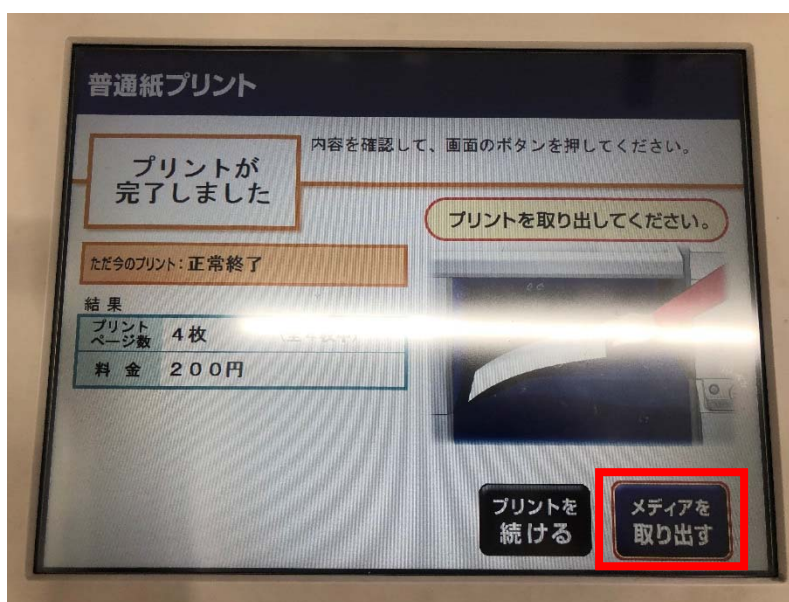 普通紙プリント
プリントが
完了しました
内容を確認して、画面のボタンを押してください。
プリントを取り出してください。
ただ今のプリント：正常終了
結果
プリント
ページ数 4枚
料金 200円
プリントを
続ける
メディアを
取り出す